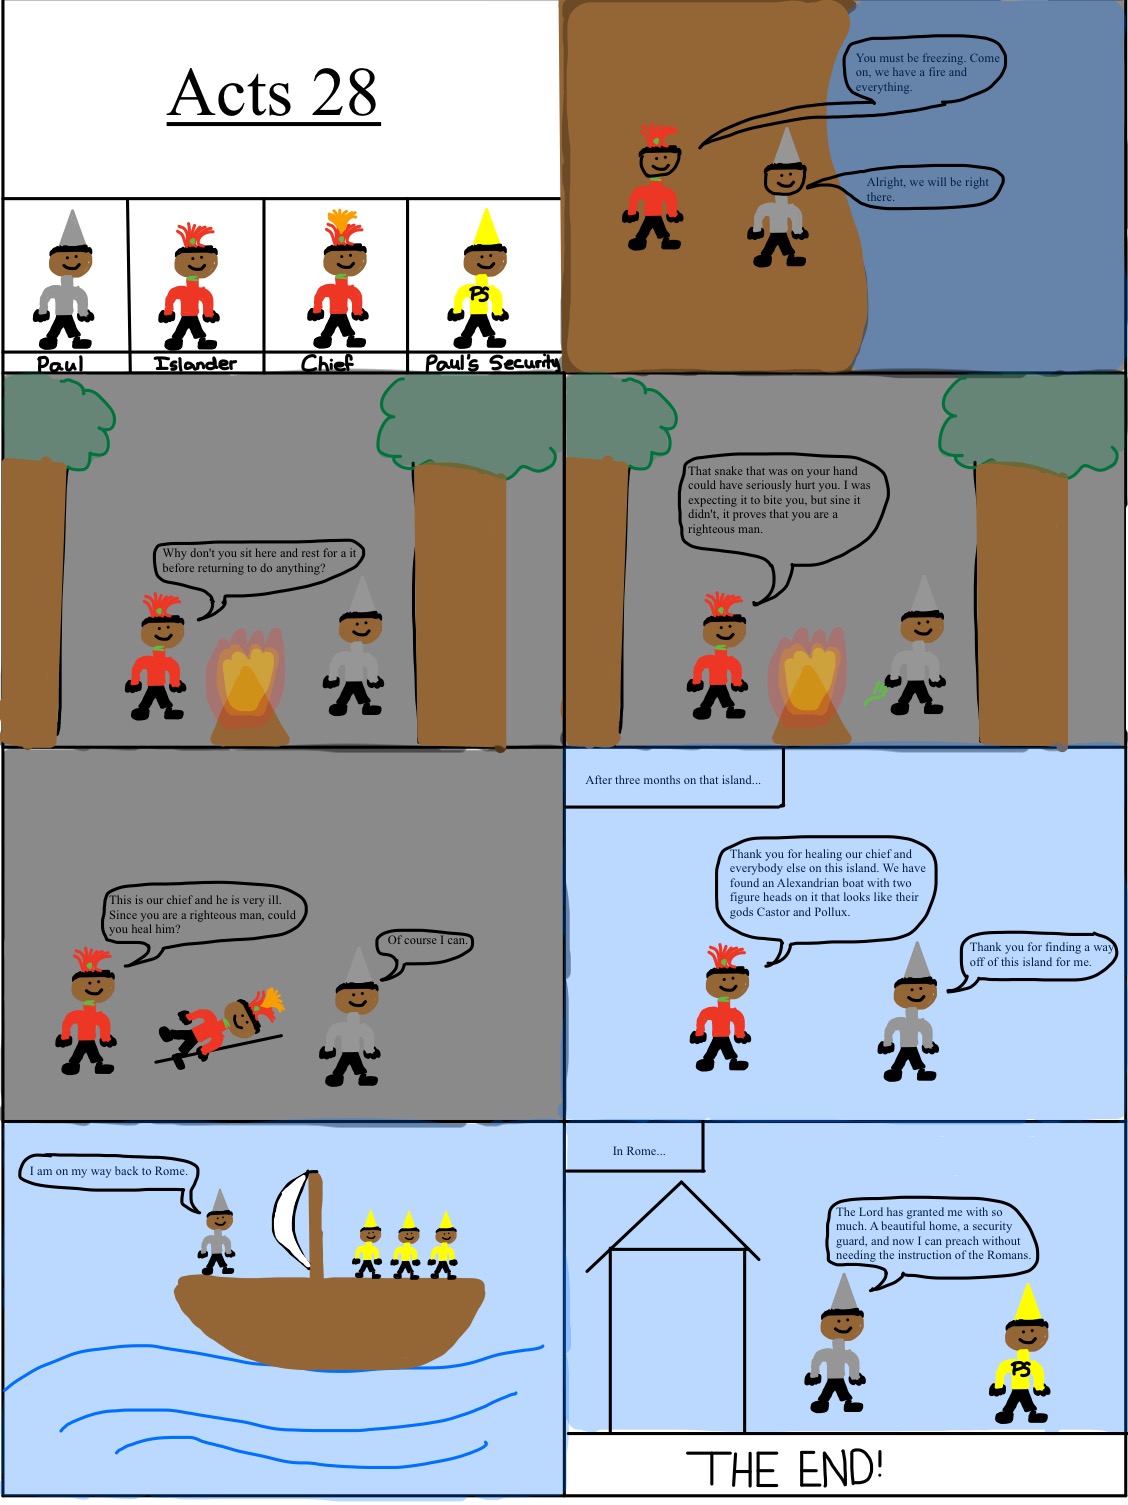 Acts 28
PS
Paul
Islander
Chief
Paul's Security
You must be freezing. Come
on, we have a fire and
everything.
Alright, we will be right
there.
Why don't you sit here and rest for a it
before returning to do anything?
That snake that was on your hand
could have seriously hurt you. I was
expecting it to bite you, but sine it
didn't, it proves that you are a
righteous man.
This is our chief and he is very ill.
Since you are a righteous man, could
you heal him?
Of course I can.
After three months on that island...
Thank you for healing our chief and
everybody else on this island. We have
found an Alexandrian boat with two
figure heads on it that looks like their
gods Castor and Pollux.
Thank you for finding a way
off of this island for me.
I am on my way back to Rome.
In Rome...
The Lord has granted me with so
much. A beautiful home, a security
guard, and now I can preach without
needing the instruction of the Romans.
PS
THE END!